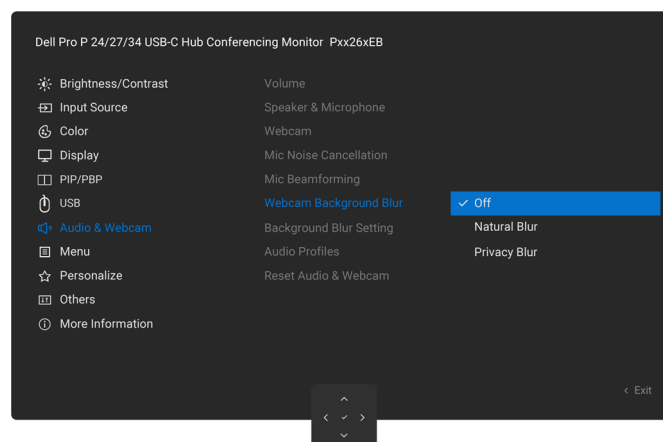 Dell Pro P 24/27/34 USB-C Hub Conferencing Monitor Pxx26xEB
Brightness/Contrast
Input Source
Color
Display
PIP/PBP
USB
Audio & Webcam
Menu
Personalize
Others
More Information
Volume
Speaker & Microphone
Webcam
Mic Noise Cancellation
Mic Beamforming
Webcam Background Blur
Background Blur Setting
Audio Profiles
Reset Audio & Webcam
Off
Natural Blur
Privacy Blur
Exit